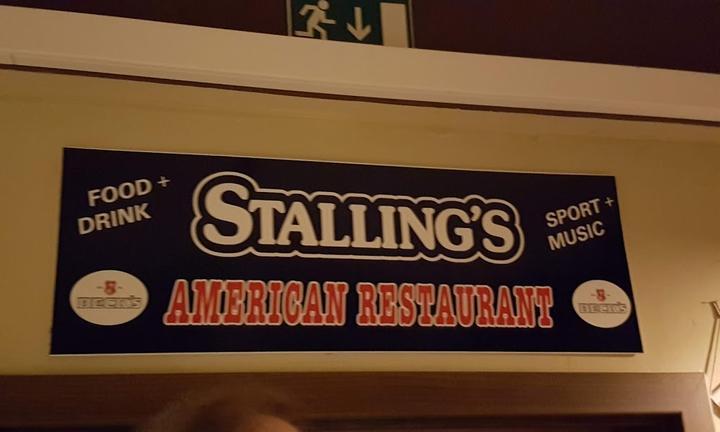 FOOD +
DRINK
STALLING'S
SPORT +
MUSIC
AMERICAN RESTAURANT
BECK'S
BECK'S